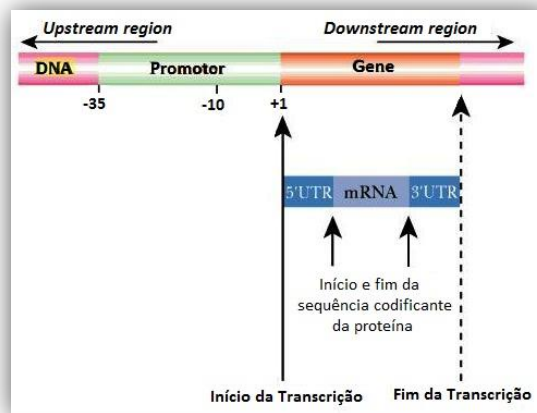 Upstream region
Downstream region
DNA
Promotor
Gene
-35
-10
+1
5'UTR
mRNA
3'UTR
Início e fim da
sequência codificante
da proteína
Início da Transcrição
Fim da Transcrição